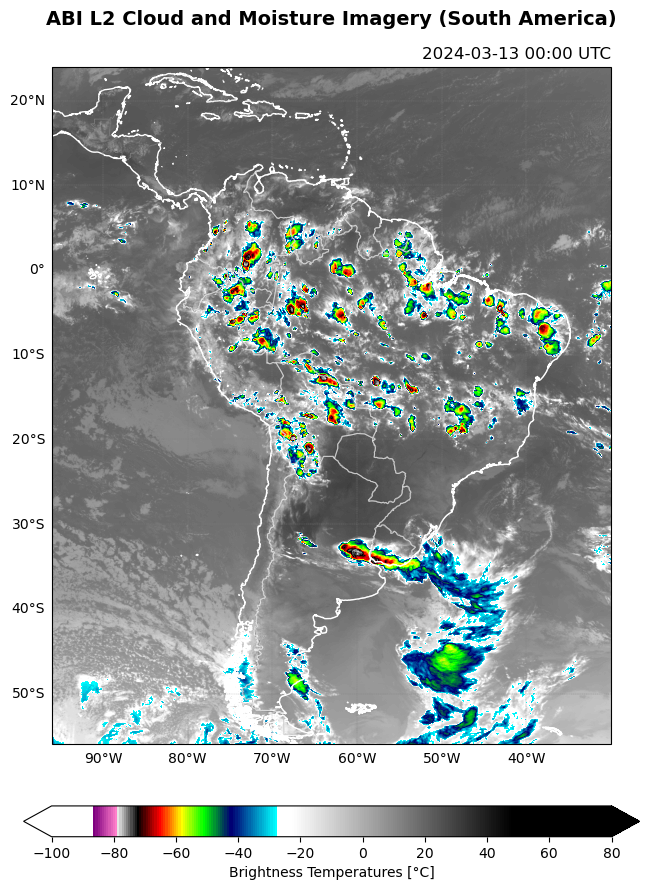 ABI L2 Cloud and Moisture Imagery (South America)
2024-03-13 00:00 UTC
20°N
10°N
0°
10°S
20°S
30°S
40°S
50°S
90°W 80°W 70°W 60°W 50°W 40°W
−100 −80 −60 −40 −20 0 20 40 60 80
Brightness Temperatures [°C]